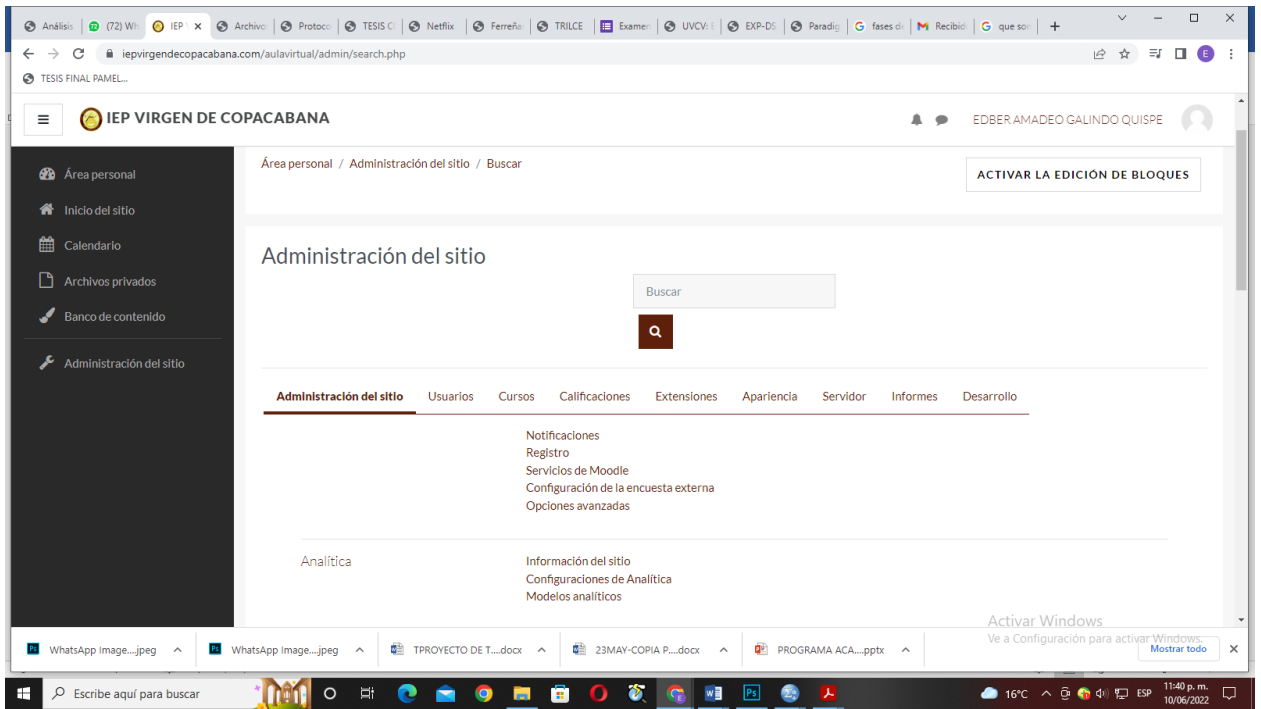 Análisis
(72) Wh
IEP V
Archivo:
Protoco
TESIS C
Netflix
Ferreña
TRILCE
Examen
UVCV: E
EXP-DS
Paradig
fases de
Recibid
que son
iepvirgendecopacabana.com/aulavirtual/admin/search.php
E
TESIS FINAL PAMEL...
IEP VIRGEN DE COPACABANA
EDBER AMADEO GALINDO QUISPE
Área personal
Inicio del sitio
Calendario
Archivos privados
Banco de contenido
Administración del sitio
Área personal / Administración del sitio / Buscar
ACTIVAR LA EDICIÓN DE BLOQUES
Administración del sitio
Buscar
Administración del sitio Usuarios Cursos Calificaciones Extensiones Apariencia Servidor Informes Desarrollo
Notificaciones
Registro
Servicios de Moodle
Configuración de la encuesta externa
Opciones avanzadas
Analítica
Información del sitio
Configuraciones de Analítica
Modelos analíticos
Activar Windows
Ve a Configuración para activar Windows.
WhatsApp Image....jpeg
WhatsApp Image....jpeg
TPROYECTO DE T....docx
23MAY-COPIA P....docx
PROGRAMA ACA....pptx
Mostrar todo
Escribe aquí para buscar
16°C
ESP
11:40 p. m.
10/06/2022